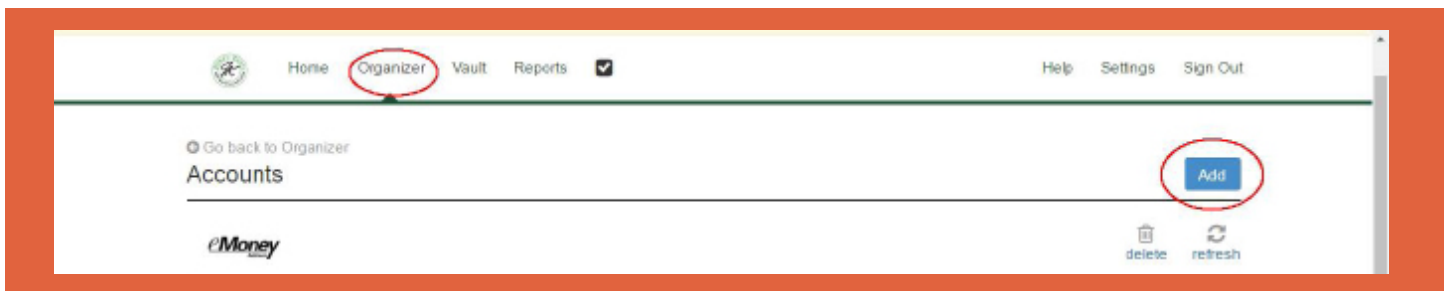 Home Organizer Vault Reports Help Settings Sign Out
Go back to Organizer
Accounts Add
eMoney
delete refresh